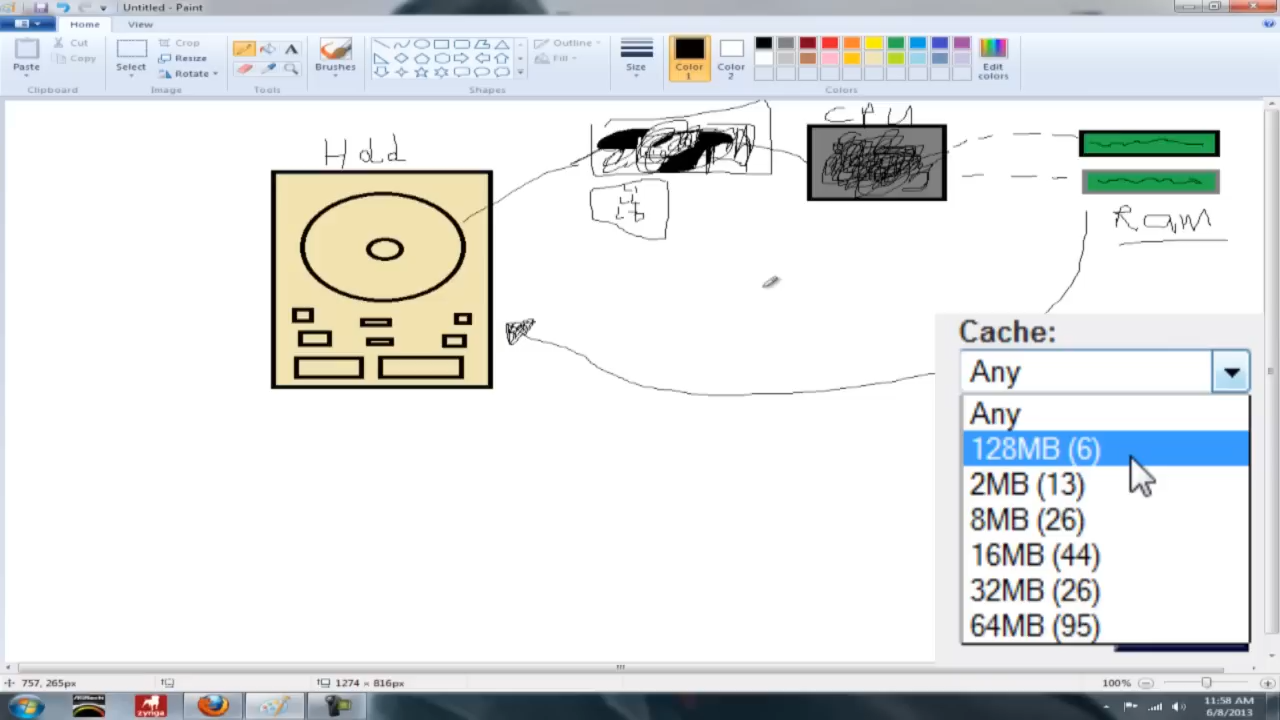 Untitled - Paint
Home View
Paste
Cut
Copy
Clipboard
Select
Crop
Resize
Rotate
Image
Tools
Brushes
Shapes
Outline
Fill
Size
Color 1
Color 2
Colors
Edit colors
Hdd
CPU
Ram
Cache:
Any
Any
128MB (6)
2MB (13)
8MB (26)
16MB (44)
32MB (26)
64MB (95)
757, 265px
1274 × 816px
100%
zynga
11:58 AM
6/8/2013